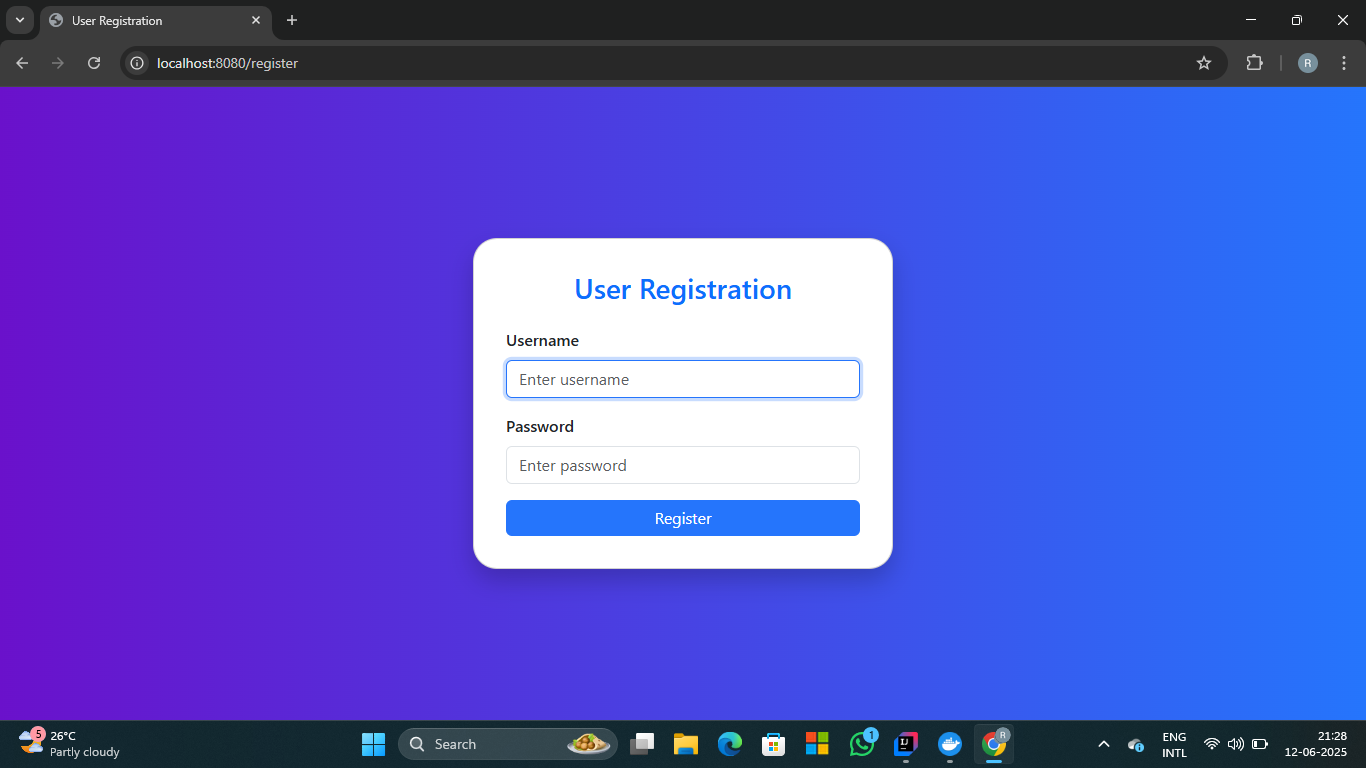 User Registration
localhost:8080/register
R
User Registration
Username
Enter username
Password
Enter password
Register
5
26°C
Partly cloudy
Search
1
IJ
R
ENG
INTL
21:28
12-06-2025